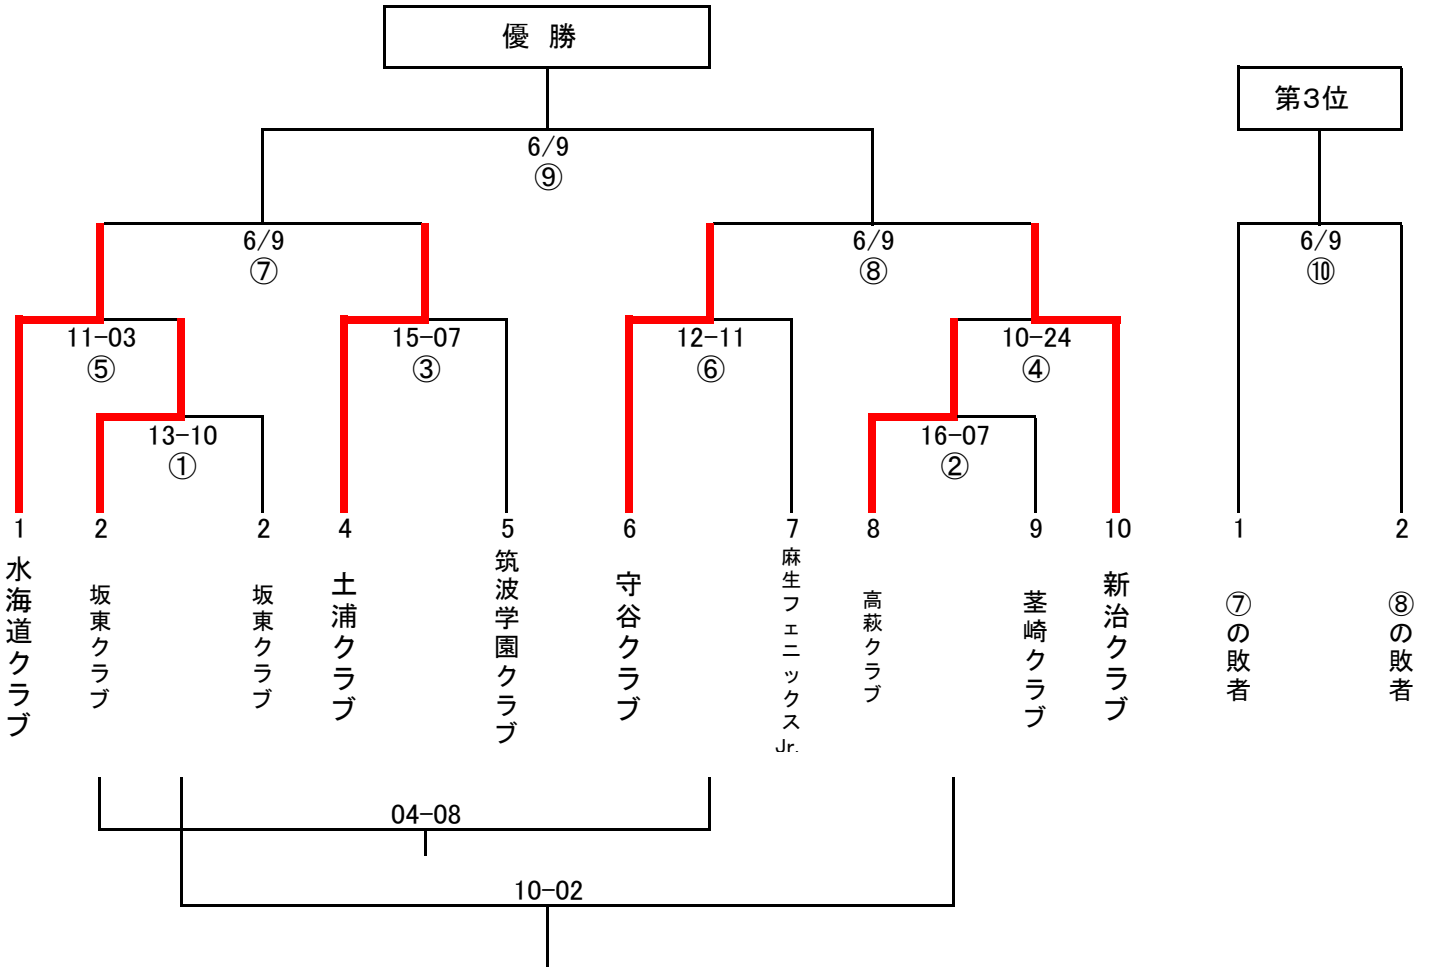 優 勝
第3位
6/9
⑨
6/9
⑦
6/9
⑧
6/9
⑩
11-03
⑤
15-07
③
12-11
⑥
10-24
④
13-10
①
16-07
②
1
2
2
4
5
6
7
8
9
10
1
2
水海道クラブ
坂東クラブ
坂東クラブ
土浦クラブ
筑波学園クラブ
守谷クラブ
麻生フェニックスJr.
高萩クラブ
茎崎クラブ
新治クラブ
⑦の敗者
⑧の敗者
04-08
10-02